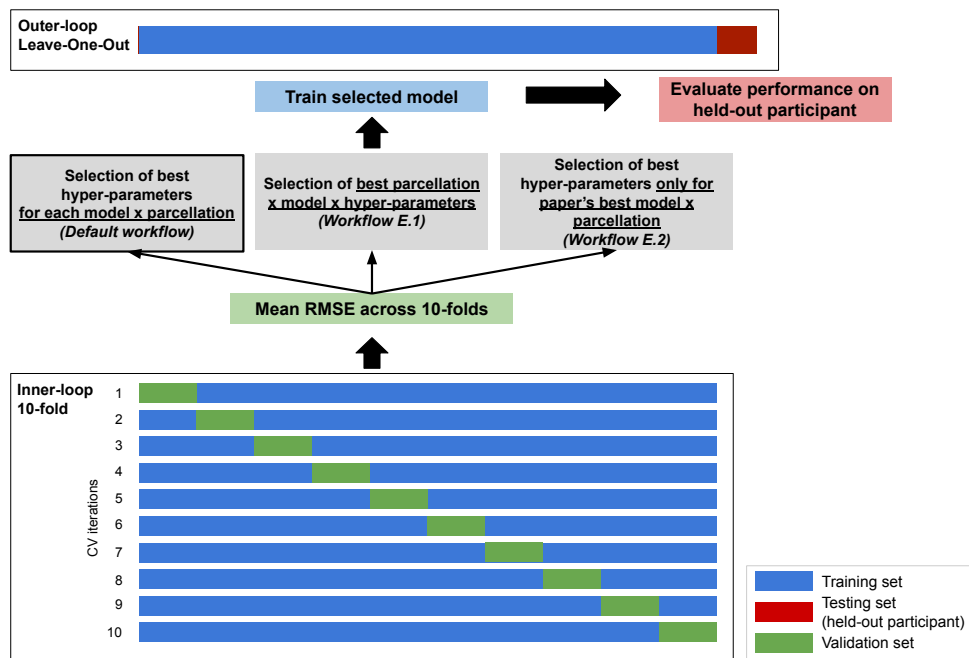 Outer-loop
Leave-One-Out
Train selected model
Evaluate performance on
held-out participant
Selection of best
hyper-parameters
for each model x parcellation
(Default workflow)
Selection of best parcellation
x model x hyper-parameters
(Workflow E.1)
Selection of best
hyper-parameters only for
paper's best model x
parcellation
(Workflow E.2)
Mean RMSE across 10-folds
Inner-loop
10-fold
CV iterations
1
2
3
4
5
6
7
8
9
10
Training set
Testing set
(held-out participant)
Validation set